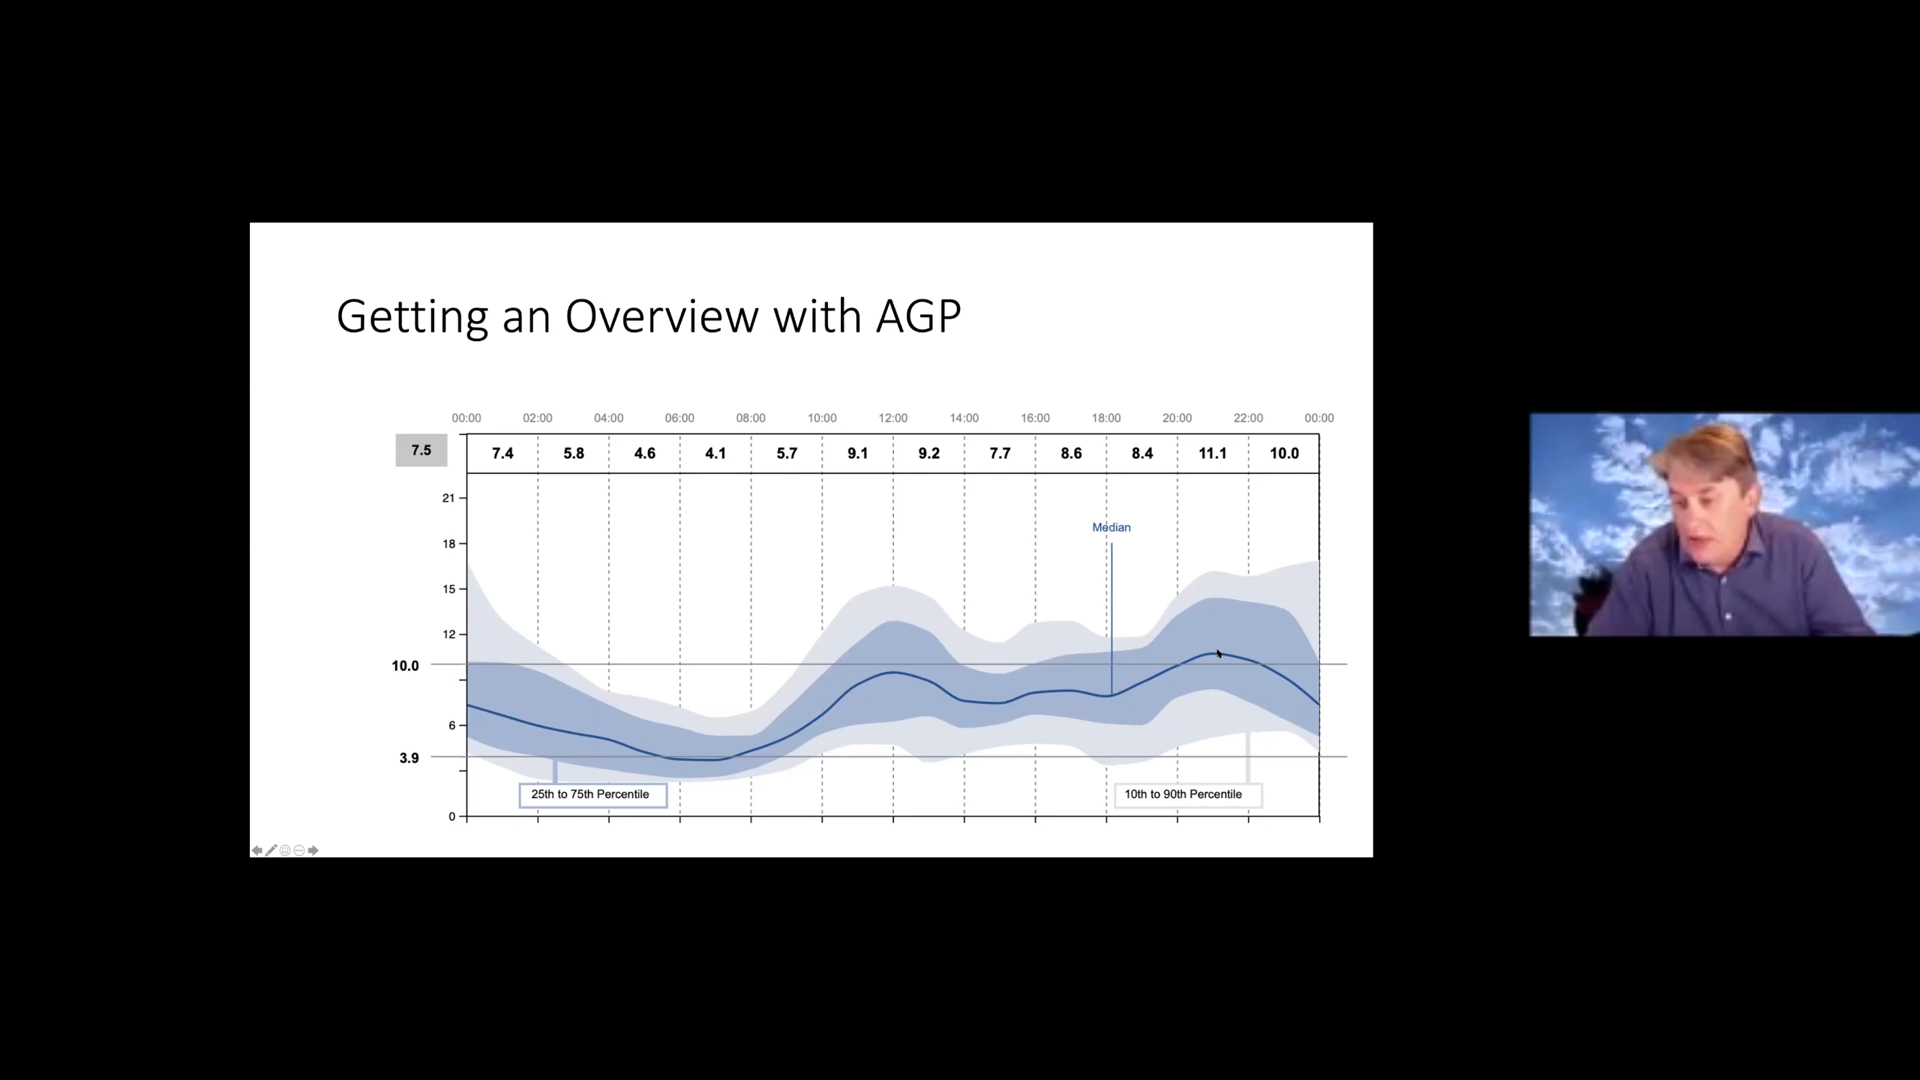 Getting an Overview with AGP
00:00 02:00 04:00 06:00 08:00 10:00 12:00 14:00 16:00 18:00 20:00 22:00 00:00
7.5 7.4 5.8 4.6 4.1 5.7 9.1 9.2 7.7 8.6 8.4 11.1 10.0
21
Median
18
15
12
10.0
6
3.9
25th to 75th Percentile 10th to 90th Percentile
0